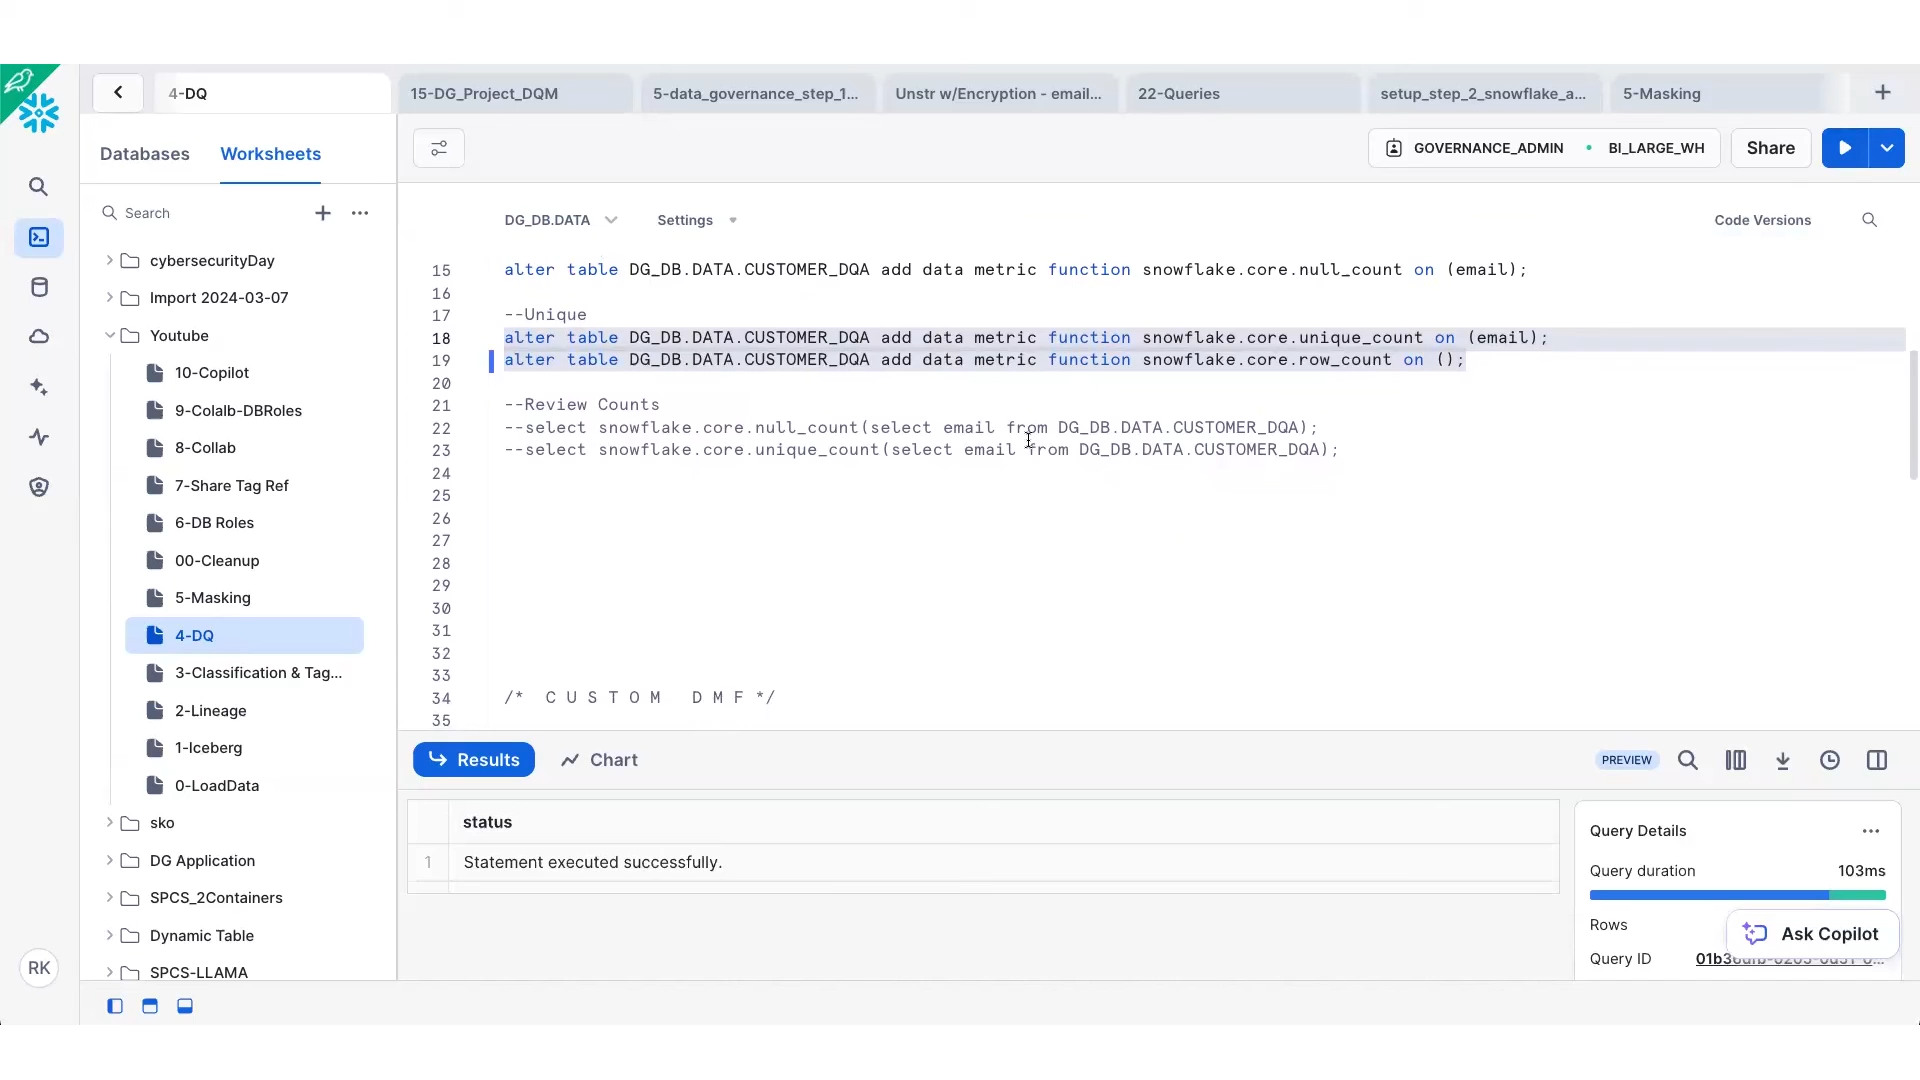 4-DQ
15-DG_Project_DQM
5-data_governance_step_1...
Unstr w/Encryption - email...
22-Queries
setup_step_2_snowflake_a...
5-Masking
Databases
Worksheets
GOVERNANCE_ADMIN
BI_LARGE_WH
Share
Search
DG_DB.DATA
Settings
Code Versions
cybersecurityDay
Import 2024-03-07
Youtube
10-Copilot
9-Colalb-DBRoles
8-Collab
7-Share Tag Ref
6-DB Roles
00-Cleanup
5-Masking
4-DQ
3-Classification & Tag...
2-Lineage
1-Iceberg
0-LoadData
sko
DG Application
SPCS_2Containers
Dynamic Table
SPCS-LLAMA
RK
15 alter table DG_DB.DATA.CUSTOMER_DQA add data metric function snowflake.core.null_count on (email);
16
17 --Unique
18 alter table DG_DB.DATA.CUSTOMER_DQA add data metric function snowflake.core.unique_count on (email);
19 alter table DG_DB.DATA.CUSTOMER_DQA add data metric function snowflake.core.row_count on ();
20
21 --Review Counts
22 --select snowflake.core.null_count(select email from DG_DB.DATA.CUSTOMER_DQA);
23 --select snowflake.core.unique_count(select email from DG_DB.DATA.CUSTOMER_DQA);
24
25
26
27
28
29
30
31
32
33
34 /* C U S T O M D M F */
35
Results
Chart
PREVIEW
status
1 Statement executed successfully.
Query Details
Query duration 103ms
Rows
Ask Copilot
Query ID